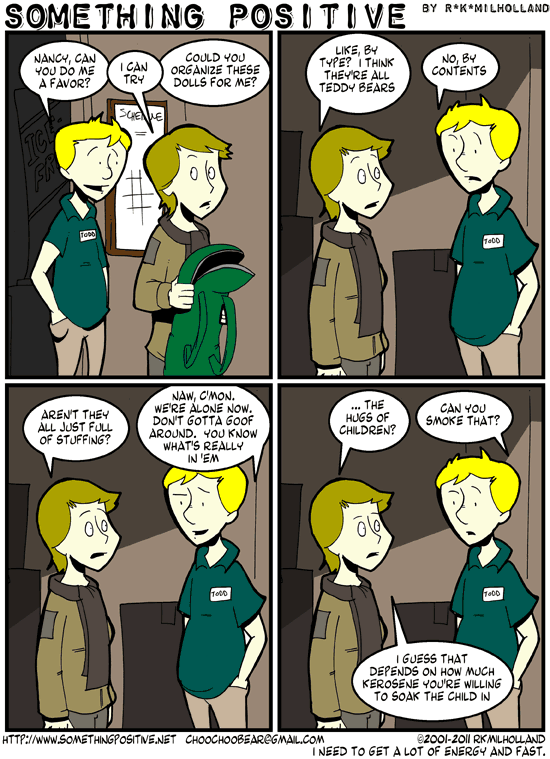 SOMETHING POSITIVE BY R*K*MILHOLLAND
NANCY, CAN
YOU DO ME
A FAVOR?
I CAN
TRY
COULD YOU
ORGANIZE THESE
DOLLS FOR ME?
ICE
FR
TODD
LIKE, BY
TYPE? I THINK
THEY'RE ALL
TEDDY BEARS
NO, BY
CONTENTS
TODD
AREN'T THEY
ALL JUST FULL
OF STUFFING?
NAW, C'MON.
WE'RE ALONE NOW.
DON'T GOTTA GOOF
AROUND. YOU KNOW
WHAT'S REALLY
IN 'EM
TODD
... THE
HUGS OF
CHILDREN?
CAN YOU
SMOKE THAT?
TODD
I GUESS THAT
DEPENDS ON HOW MUCH
KEROSENE YOU'RE WILLING
TO SOAK THE CHILD IN
HTTP://WWW.SOMETHINGPOSITIVE.NET CHOOCHOOBEAR@GMAIL.COM ©2001-2011 RKMILHOLLAND
I NEED TO GET A LOT OF ENERGY AND FAST.